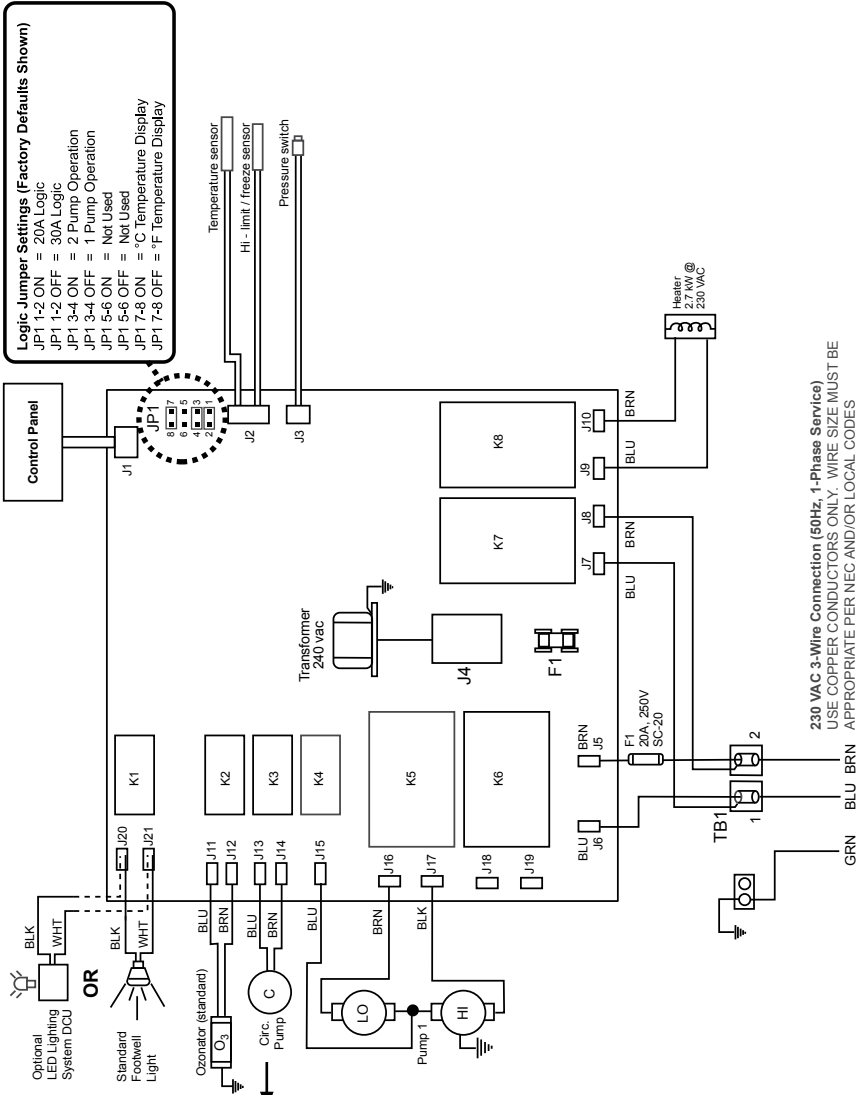 Logic Jumper Settings (Factory Defaults Shown)
JP1 1-2 ON = 20A Logic
JP1 1-2 OFF = 30A Logic
JP1 3-4 ON = 2 Pump Operation
JP1 3-4 OFF = 1 Pump Operation
JP1 5-6 ON = Not Used
JP1 5-6 OFF = Not Used
JP1 7-8 ON = °C Temperature Display
JP1 7-8 OFF = °F Temperature Display
Control Panel
J1
JP1
8 7
6 5
4 3
2 1
J2
J3
Temperature sensor
Hi - limit / freeze sensor
Pressure switch
Optional
LED Lighting
System DCU
BLK
WHT
OR
Standard
Footwell
Light
BLK
WHT
J20
J21
K1
Ozonator (standard)
O3
BLU
BRN
J11
J12
K2
Circ.
Pump
C
BLU
BRN
J13
J14
K3
K4
BLU
J15
LO
HI
Pump 1
BRN
BLK
J16
J17
K5
J18
J19
K6
Transformer
240 vac
J4
F1
K7
K8
BLU
J6
BRN
J5
F1
20A, 250V
SC-20
J7
BLU
J8
BRN
J9
BLU
J10
BRN
Heater
2.7 kW @
230 VAC
TB1
1
2
GRN
BLU
BRN
230 VAC 3-Wire Connection (50Hz, 1-Phase Service)
USE COPPER CONDUCTORS ONLY. WIRE SIZE MUST BE
APPROPRIATE PER NEC AND/OR LOCAL CODES